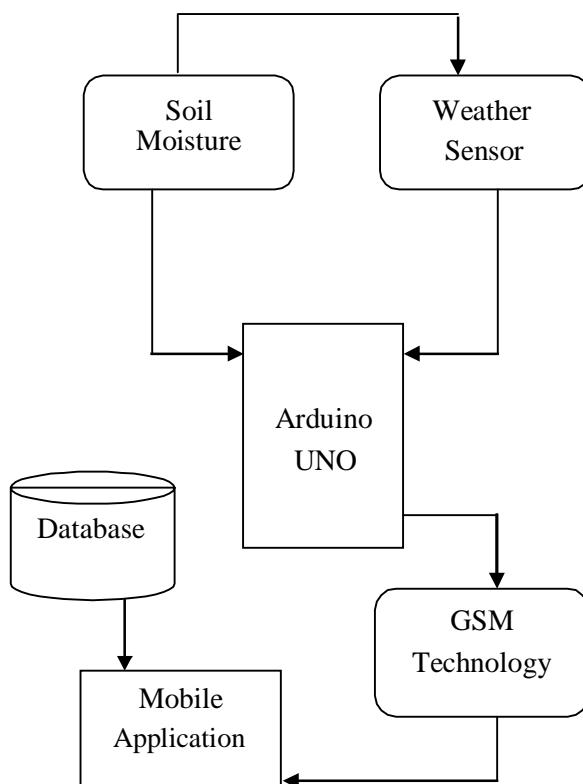 Soil
Moisture
Weather
Sensor
Arduino
UNO
Database
GSM
Technology
Mobile
Application